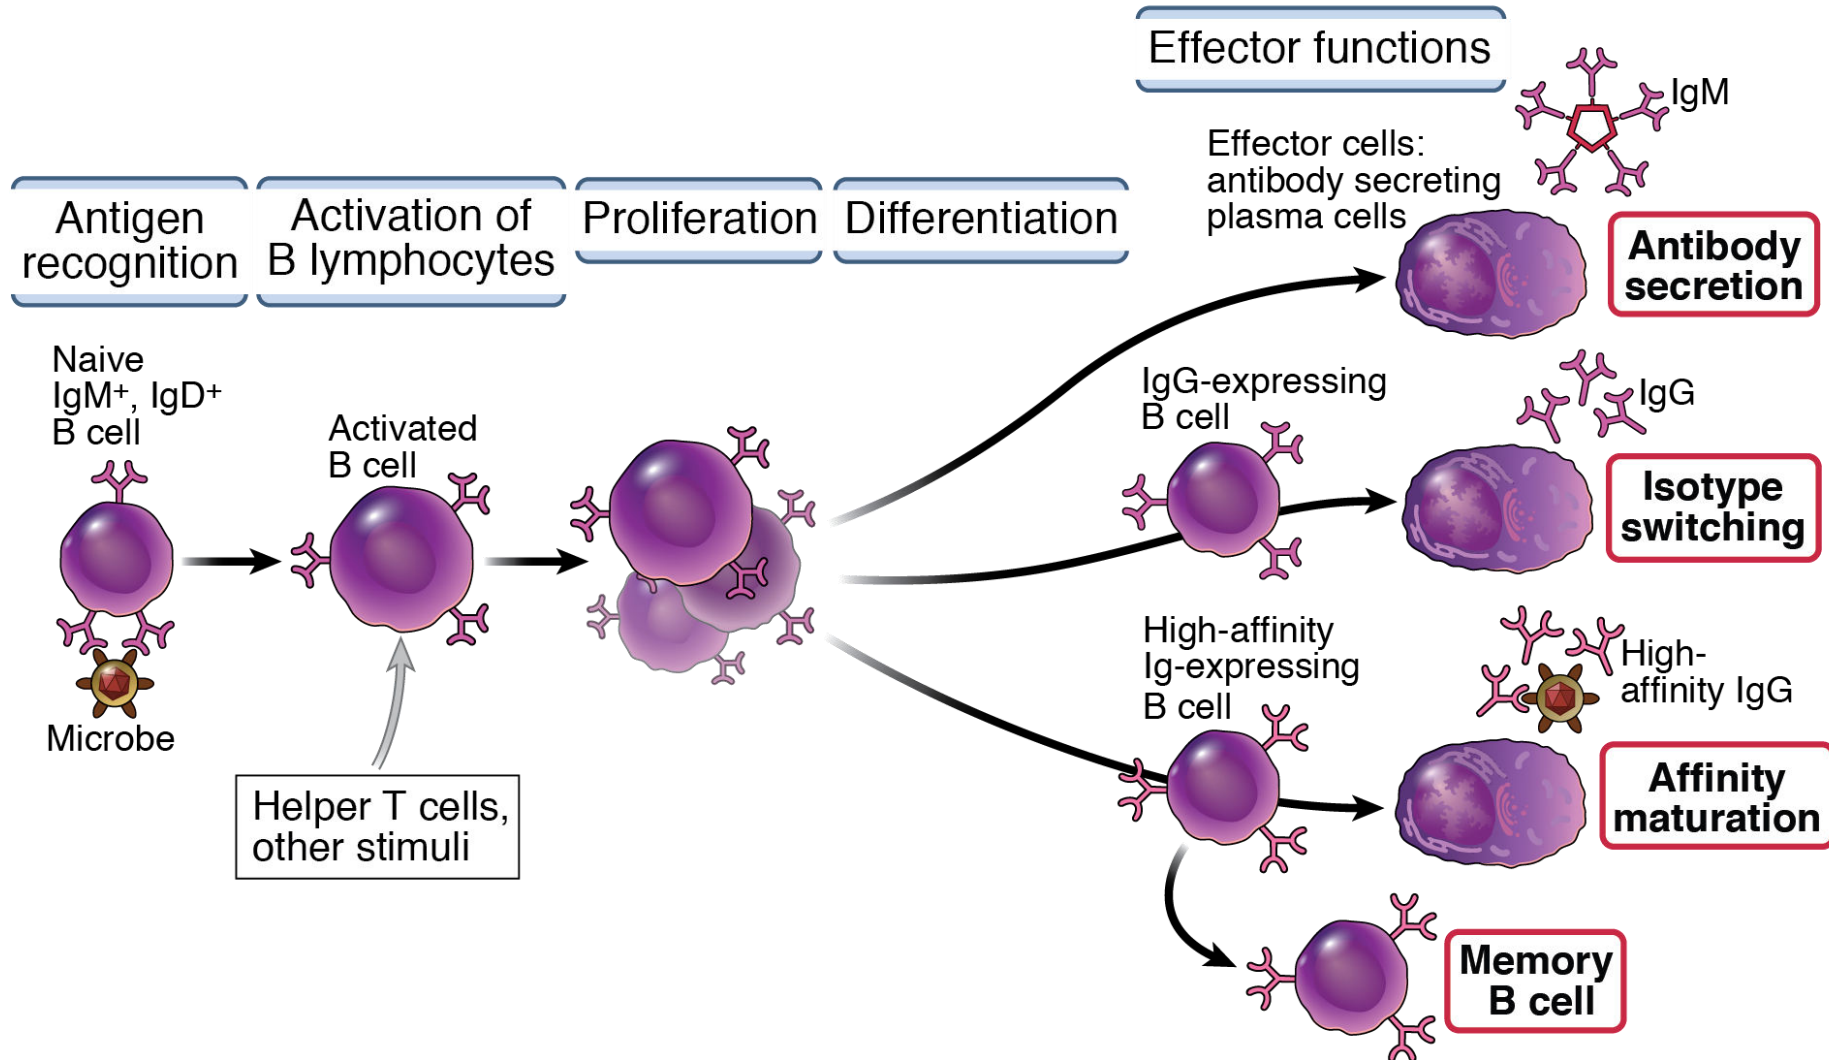 Effector functions
IgM
Effector cells:
antibody secreting
plasma cells
Antigen
recognition
Activation of
B lymphocytes
Proliferation
Differentiation
Antibody
secretion
Naive
IgM⁺, IgD⁺
B cell
Activated
B cell
IgG-expressing
B cell
IgG
Isotype
switching
Microbe
Helper T cells,
other stimuli
High-affinity
Ig-expressing
B cell
High-
affinity IgG
Affinity
maturation
Memory
B cell